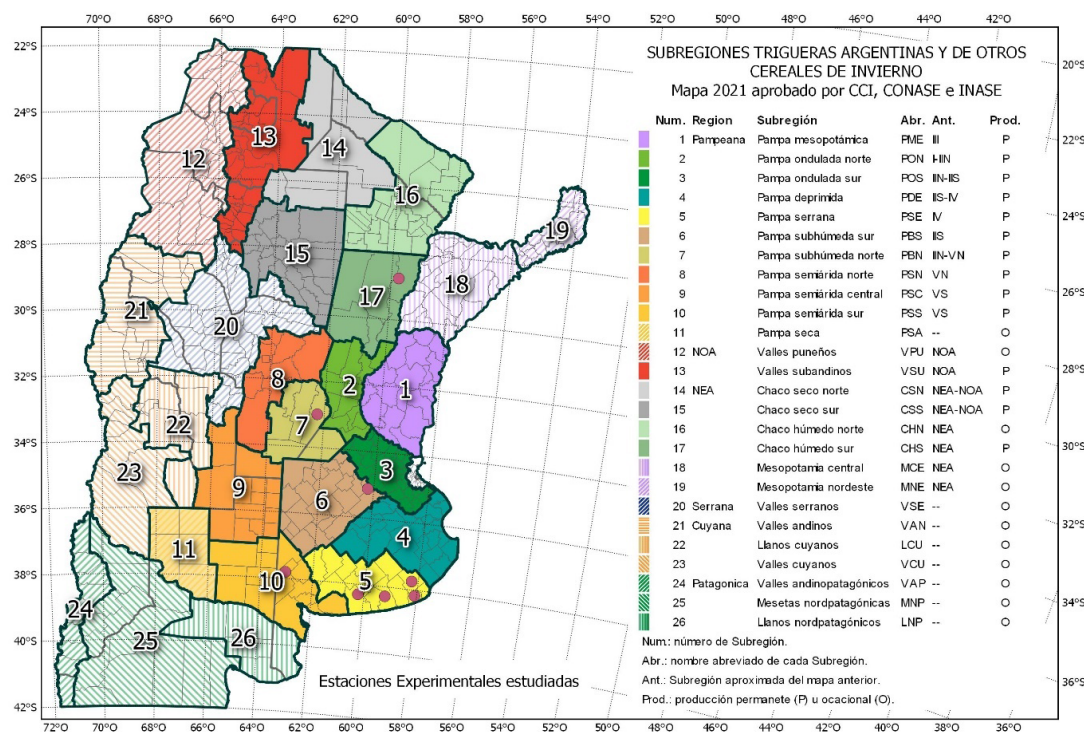 70°O 68°O 66°O 64°O 62°O 60°O 58°O 56°O 54°O 52°O 50°O 48°O 46°O 44°O 42°O
22°S
24°S
26°S
28°S
30°S
32°S
34°S
36°S
38°S
40°S
42°S
20°S
22°S
24°S
26°S
28°S
30°S
32°S
34°S
36°S
72°O 70°O 68°O 66°O 64°O 62°O 60°O 58°O 56°O 54°O 52°O 48°O 46°O 44°O 42°O 40°O 38°O 36°O
SUBREGIONES TRIGUERAS ARGENTINAS Y DE OTROS
CEREALES DE INVIERNO
Mapa 2021 aprobado por CCI, CONASE e INASE
Num. Region Subregión Abr. Ant. Prod.
1 Pampeana Pampa mesopotámica PME III P
2 Pampa ondulada norte PON I-IIN P
3 Pampa ondulada sur POS IIN-IIS P
4 Pampa deprimida PDE IIS-IV P
5 Pampa serrana PSE IV P
6 Pampa subhúmeda sur PBS IIS P
7 Pampa subhúmeda norte PBN IIN-VN P
8 Pampa semiárida norte PSN VN P
9 Pampa semiárida central PSC VS P
10 Pampa semiárida sur PSS VS P
11 Pampa seca PSA -- O
12 NOA Valles puneños VPU NOA O
13 Valles subandinos VSU NOA P
14 NEA Chaco seco norte CSN NEA-NOA P
15 Chaco seco sur CSS NEA-NOA P
16 Chaco húmedo norte CHN NEA O
17 Chaco húmedo sur CHS NEA P
18 Mesopotamia central MCE NEA O
19 Mesopotamia nordeste MNE NEA O
20 Serrana Valles serranos VSE -- O
21 Cuyana Valles andinos VAN -- O
22 Llanos cuyanos LCU -- O
23 Valles cuyanos VCU -- O
24 Patagonica Valles andinopatagónicos VAP -- O
25 Mesetas nordpatagónicas MNP -- O
26 Llanos nordpatagónicos LNP -- O
Num.: número de Subregión.
Abr.: nombre abreviado de cada Subregión.
Ant.: Subregión aproximada del mapa anterior.
Prod.: producción permanete (P) u ocacional (O).
13
14
12
16
19
15
18
17
21
20
8
2
1
22
7
23
3
9
6
4
11
10
5
24
25
26
Estaciones Experimentales estudiadas